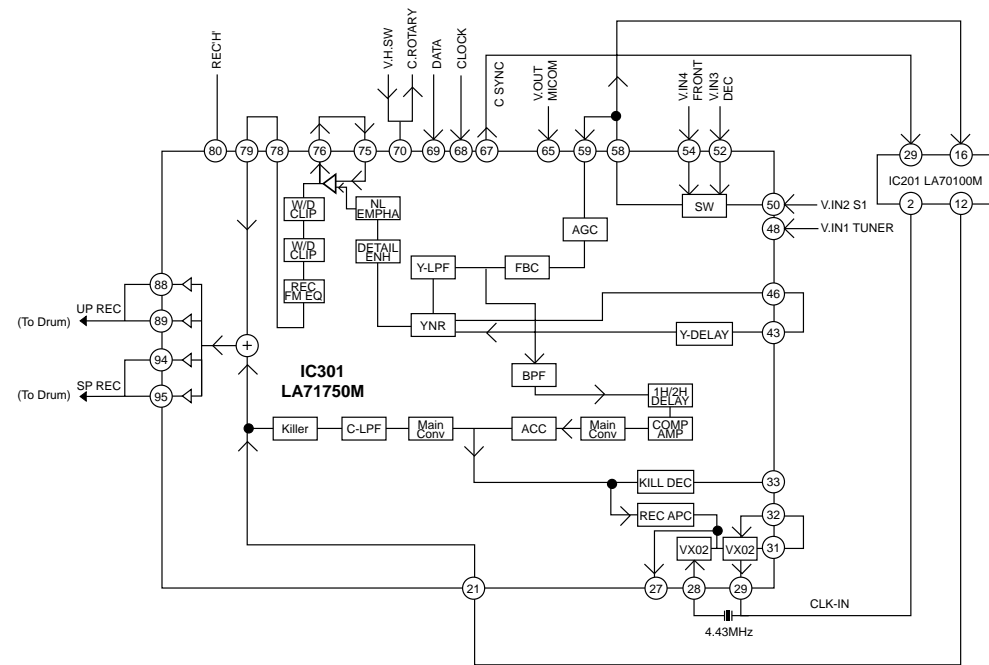 REC'H'
V.H.SW
C.ROTARY
DATA
CLOCK
C SYNC
V.OUT
MICOM
V.IN4
FRONT
V.IN3
DEC
80
79
78
76
75
70
69
68
67
65
59
58
54
52
29
16
IC201 LA70100M
2
12
W/D
CLIP
NL
EMPHA
SW
50
V.IN2 S1
48
V.IN1 TUNER
AGC
W/D
CLIP
DETAIL
ENH
Y-LPF
FBC
REC
FM EQ
88
46
UP REC
(To Drum)
89
YNR
Y-DELAY
43
94
+
IC301
LA71750M
BPF
SP REC
(To Drum)
95
1H/2H
DELAY
Killer
C-LPF
Main
Conv
ACC
Main
Conv
COMP
AMP
KILL DEC
33
REC APC
32
VX02
VX02
31
21
27
28
29
CLK-IN
4.43MHz